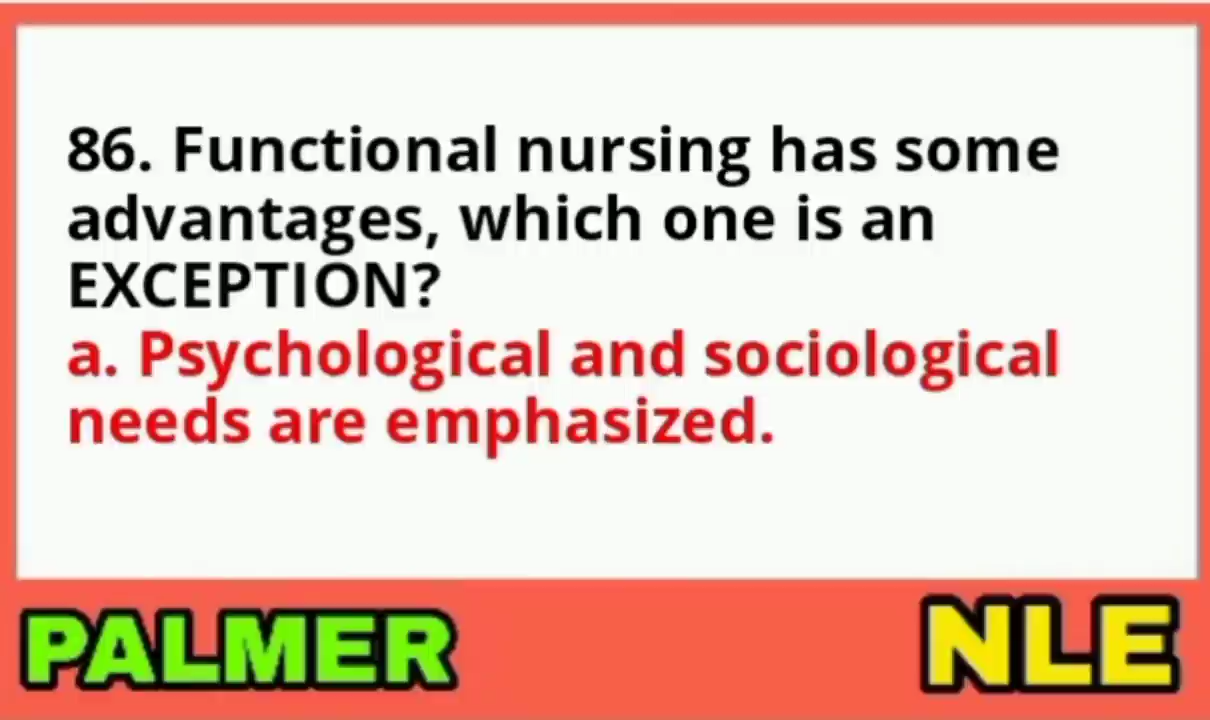 86. Functional nursing has some
advantages, which one is an
EXCEPTION?
a. Psychological and sociological
needs are emphasized.
PALMER
NLE